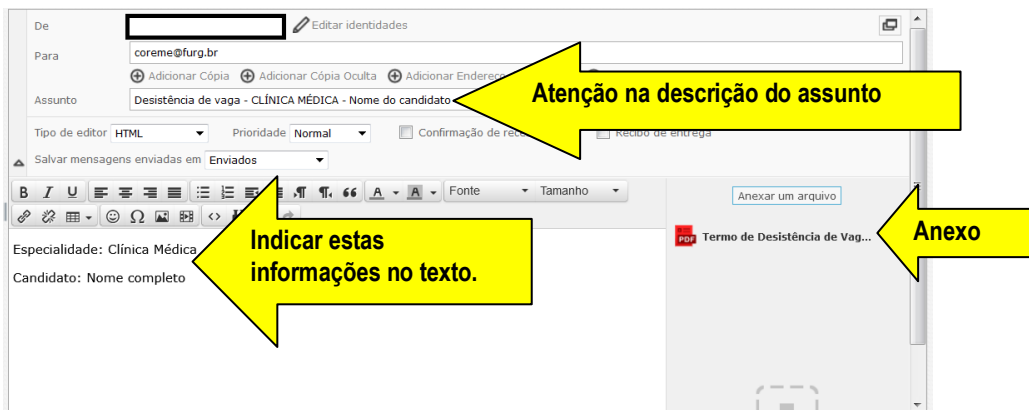 De
Editar identidades
Para
coreme@furg.br
Adicionar Cópia Adicionar Cópia Oculta Adicionar
Assunto
Desistência de vaga - CLÍNICA MÉDICA - Nome do candidato
Atenção na descrição do assunto
Tipo de editor HTML Prioridade Normal Confirmação de Recibo de entrega
Salvar mensagens enviadas em Enviados
B I U A A Fonte Tamanho
Anexar um arquivo
Termo de Desistência de Vag...
PDF
Anexo
Especialidade: Clínica Médica
Candidato: Nome completo
Indicar estas
informações no texto.